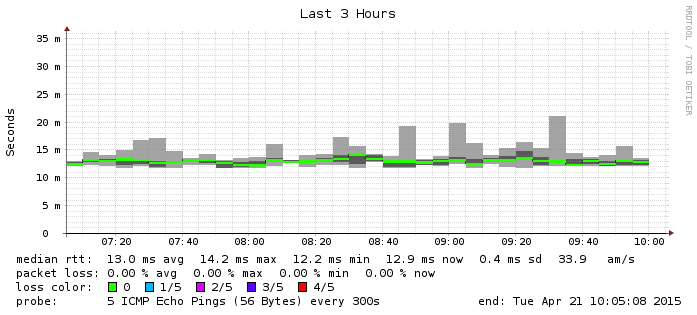 Last 3 Hours
RRDTOOL / TOBI OETIKER
Seconds
35 m
30 m
25 m
20 m
15 m
10 m
5 m
0
07:20 07:40 08:00 08:20 08:40 09:00 09:20 09:40 10:00
median rtt: 13.0 ms avg 14.2 ms max 12.2 ms min 12.9 ms now 0.4 ms sd 33.9 am/s
packet loss: 0.00 % avg 0.00 % max 0.00 % min 0.00 % now
loss color: 0 1/5 2/5 3/5 4/5
probe: 5 ICMP Echo Pings (56 Bytes) every 300s end: Tue Apr 21 10:05:08 2015